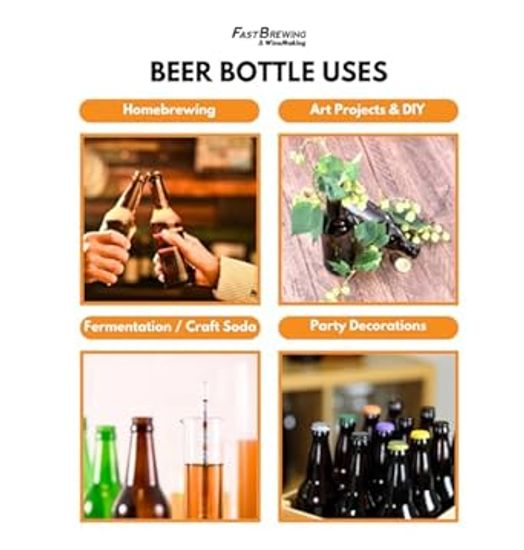 FASTBREWING
& WineMaking
BEER BOTTLE USES
Homebrewing
Art Projects & DIY
Fermentation / Craft Soda
Party Decorations